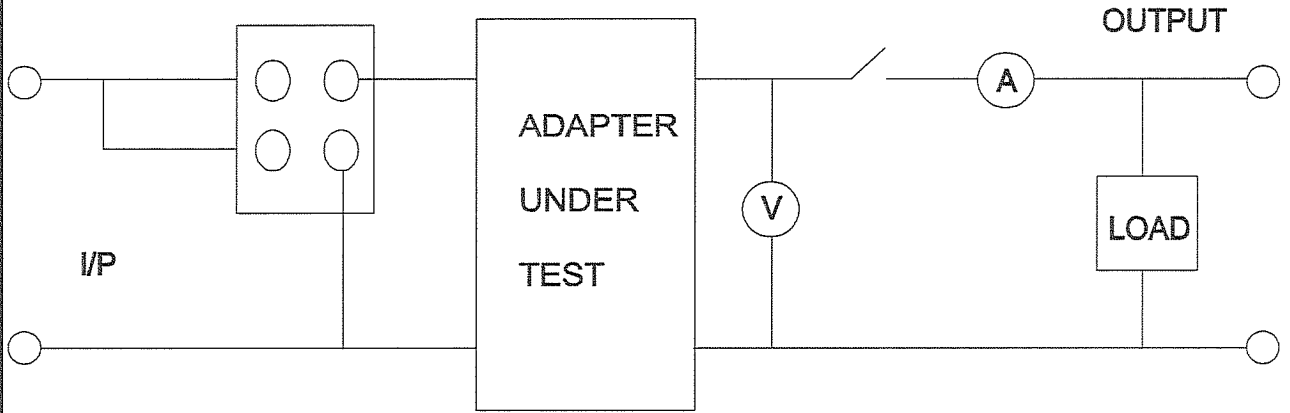 OUTPUT
A
ADAPTER
UNDER
TEST
V
LOAD
I/P